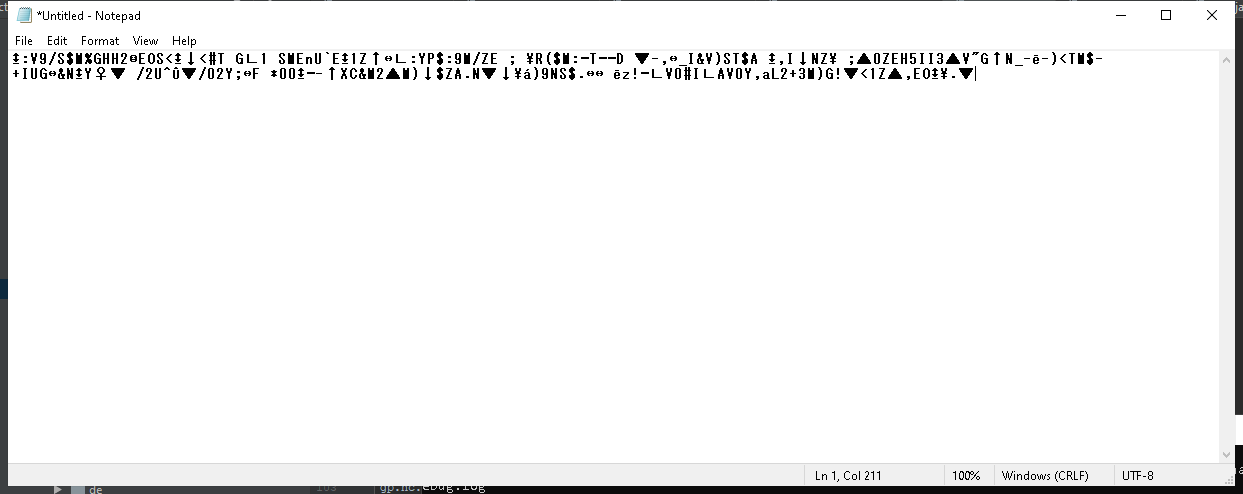 *Untitled - Notepad
File Edit Format View Help
‡:V9/S$M%GHH2⊕EOS<‡↓<#T G∟1 SMEnU`E‡1Z↑↔∟:YP$:9M/ZE ; ¥R($M:-T--D ▼-,↔_I&V)ST$A ‡,I↓NZ¥ ;▲OZEH5II3▲V˝G↑N_-ē-)<TM$-
+IUG↔&N‡Y♀▼ /2U^û▼/O2Y;↔F *OO‡--↑XC&M2▲M)↓$ZA.N▼↓¥á)9NS$.↔↔ ēz!-∟VO#I∟AVOY,aL2+3M)G!▼<1Z▲,EO‡¥.▼
Ln 1, Col 211 100% Windows (CRLF) UTF-8
de